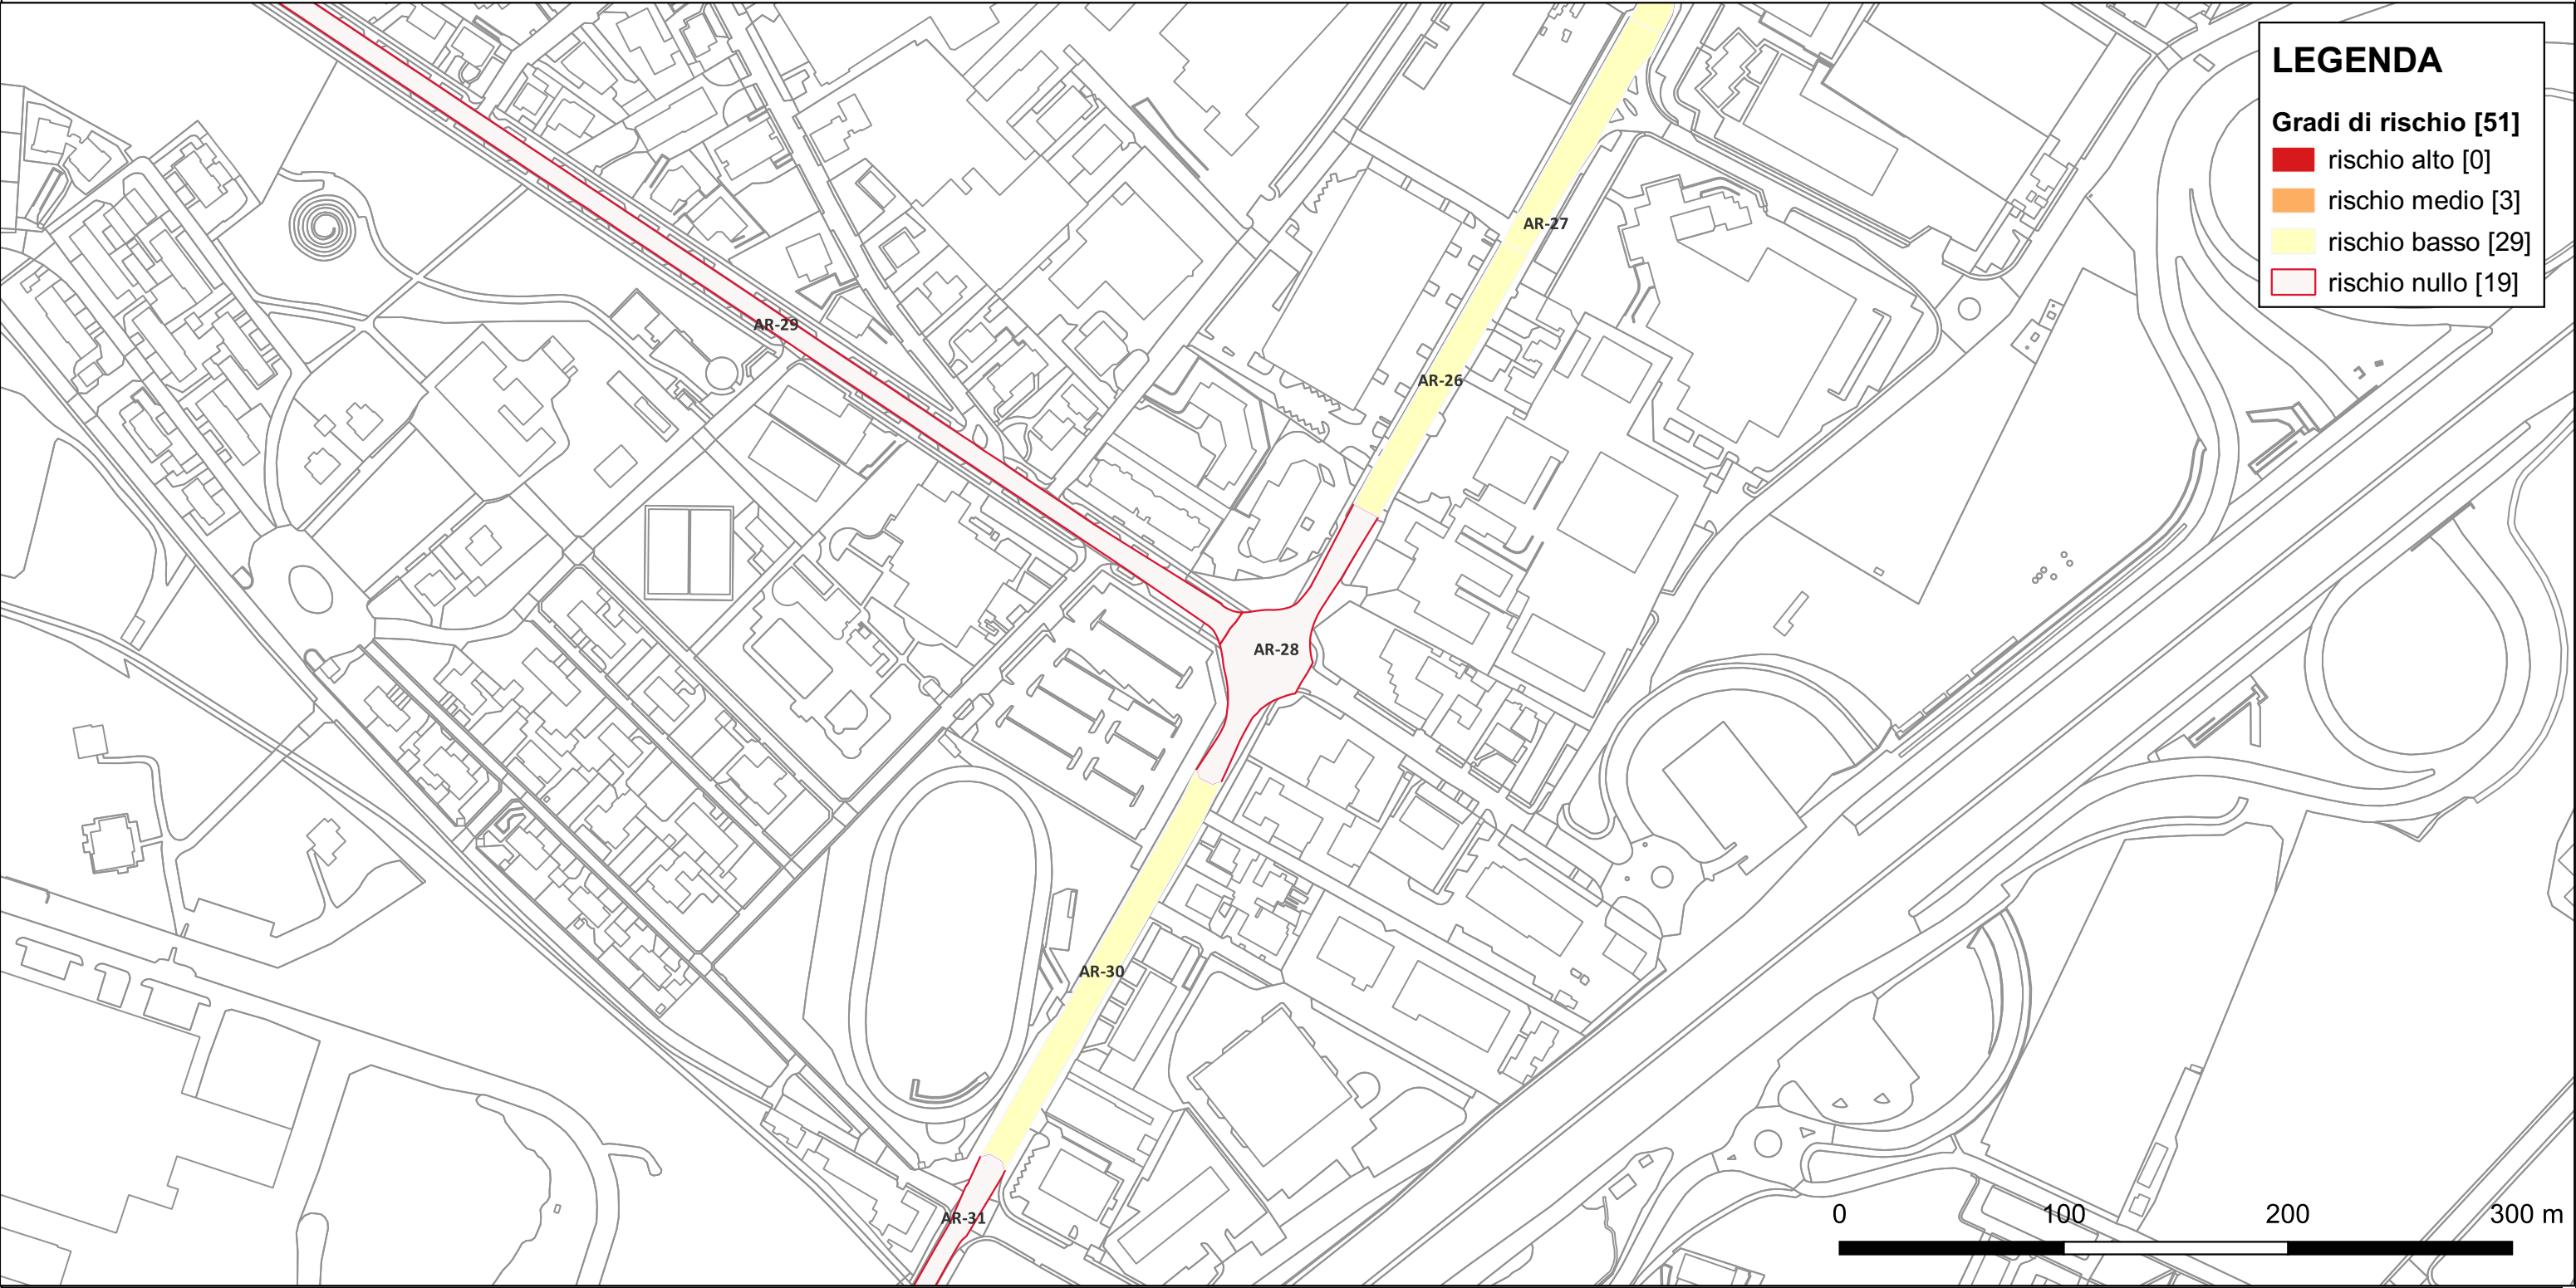 LEGENDA
Gradi di rischio [51]
rischio alto [0]
rischio medio [3]
rischio basso [29]
rischio nullo [19]
AR-27
AR-29
AR-26
AR-28
AR-30
AR-31
0 100 200 300 m